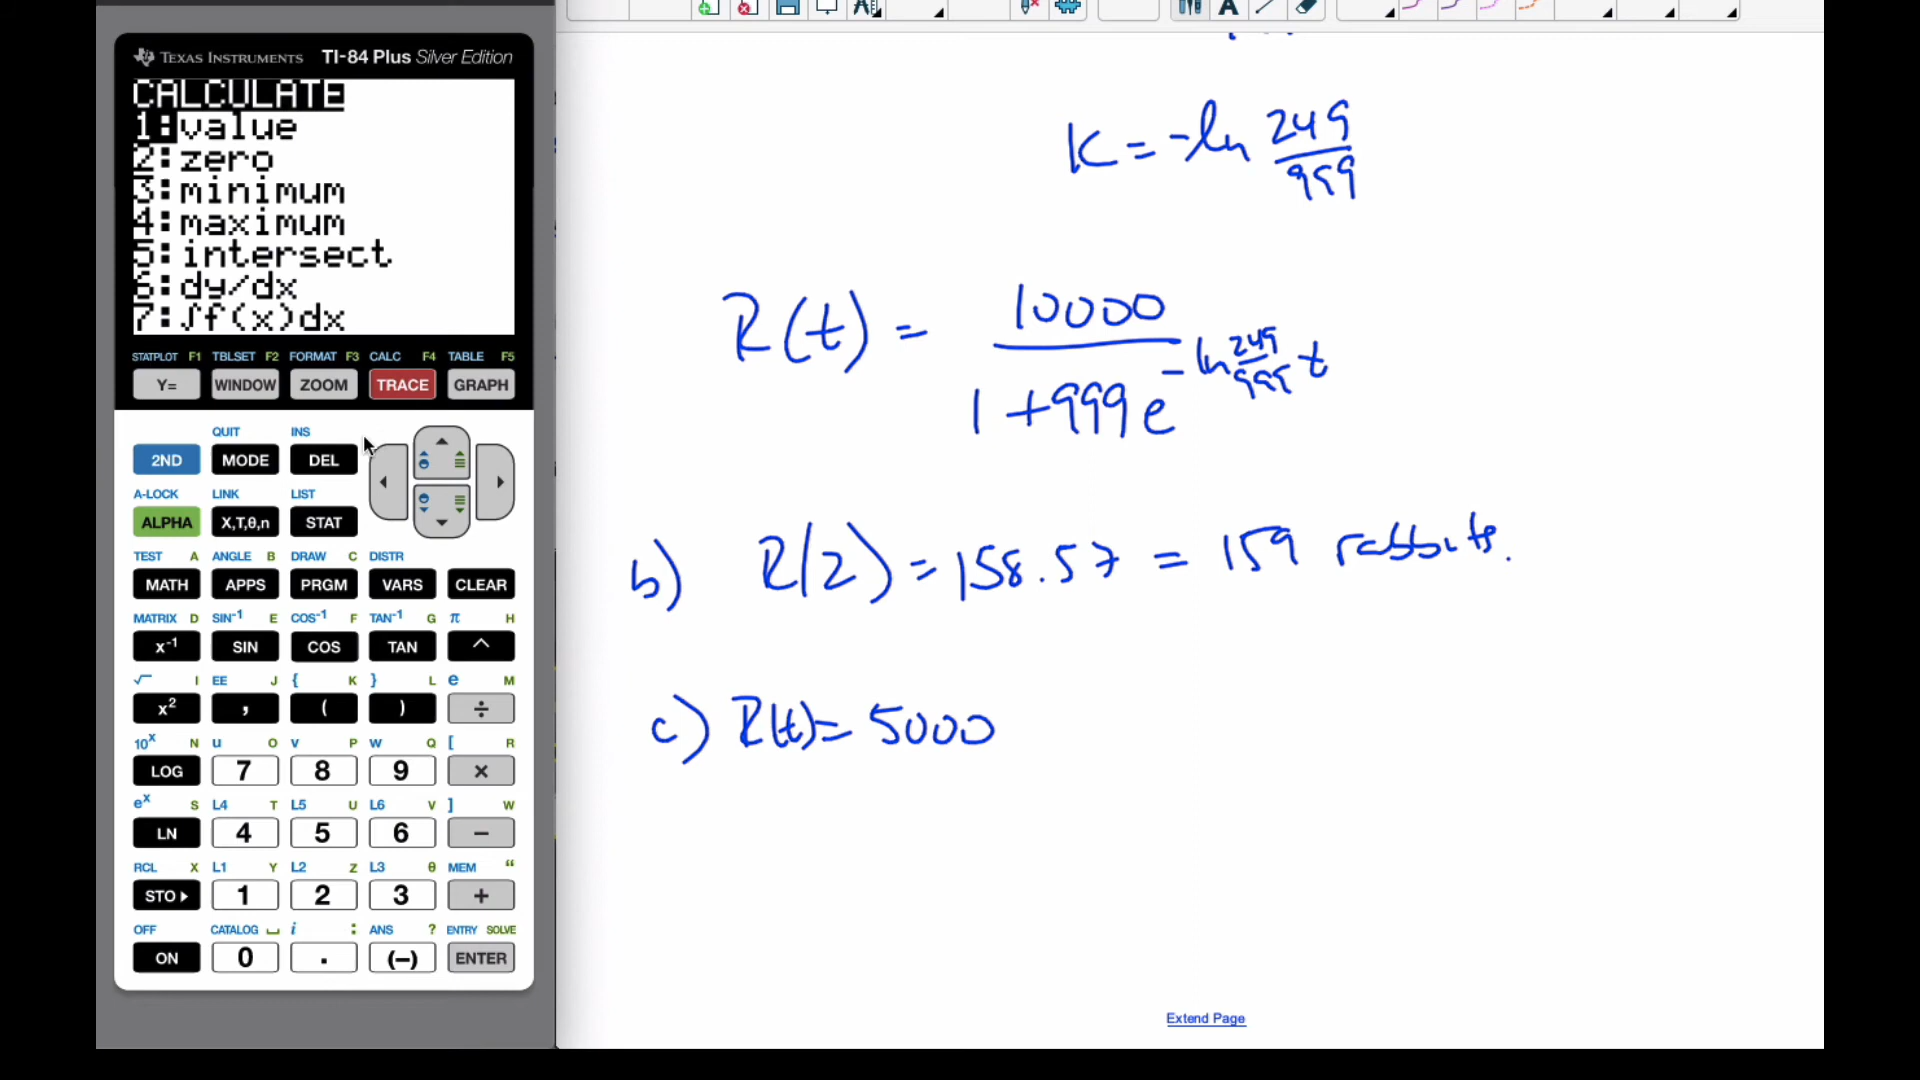 TEXAS INSTRUMENTS TI-84 Plus Silver Edition
CALCULATE
1:value
2:zero
3:minimum
4:maximum
5:intersect
6:dy/dx
7:∫f(x)dx
STATPLOT F1 TBLSET F2 FORMAT F3 CALC F4 TABLE F5
Y= WINDOW ZOOM TRACE GRAPH
QUIT INS
2ND MODE DEL
A-LOCK LINK LIST
ALPHA X,T,θ,n STAT
TEST A ANGLE B DRAW C DISTR
MATH APPS PRGM VARS CLEAR
MATRIX D SIN⁻¹ E COS⁻¹ F TAN⁻¹ G π H
x⁻¹ SIN COS TAN ^
√ I EE J { K } L e M
x² , ( ) ÷
10ˣ N u O v P w Q [ R
LOG 7 8 9 ×
eˣ S L4 T L5 U L6 V ] W
LN 4 5 6 −
RCL X L1 Y L2 Z L3 θ MEM “
STO▸ 1 2 3 +
OFF CATALOG ⎵ i : ANS ? ENTRY SOLVE
ON 0 . (−) ENTER
K = -ln 249/999
R(t) = 10000 / 1+999e^-ln 249/999 t
b) R(2) = 158.57 = 159 rabbits.
c) R(t) = 5000
Extend Page